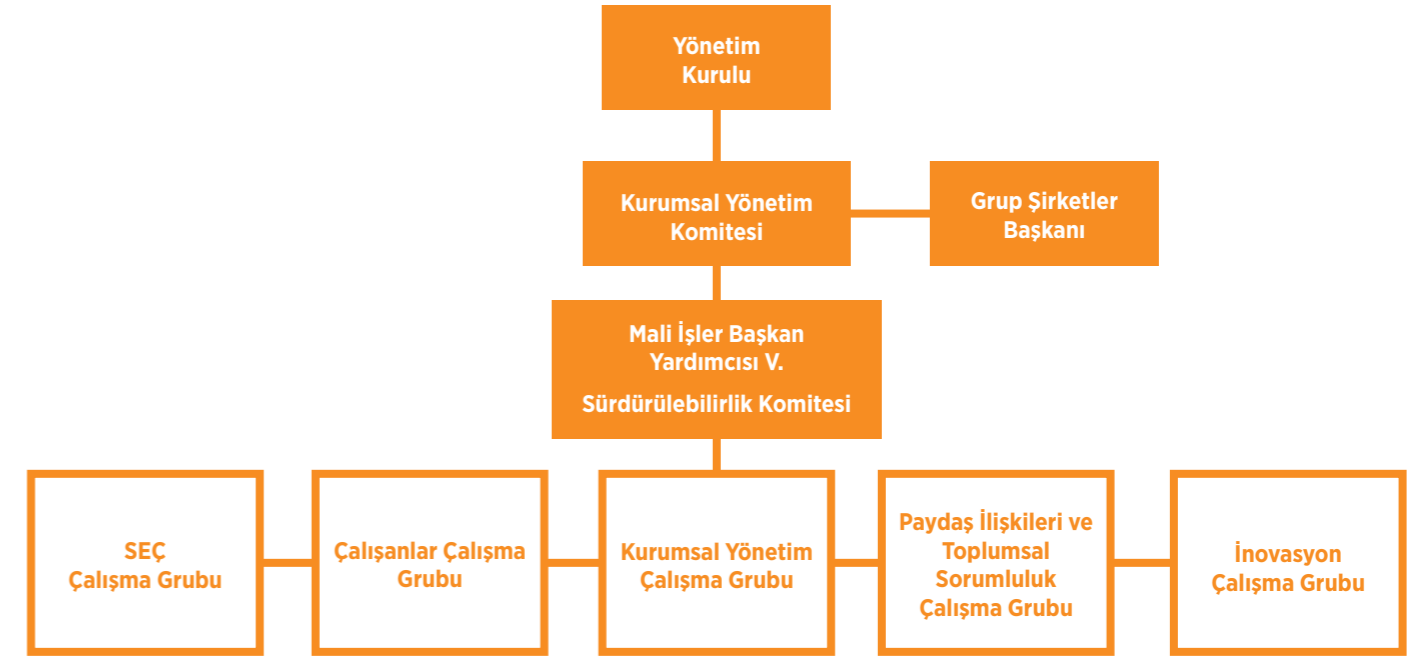 Yönetim
Kurulu
Kurumsal Yönetim
Komitesi
Grup Şirketler
Başkanı
Mali İşler Başkan
Yardımcısı V.
Sürdürülebilirlik Komitesi
SEÇ
Çalışma Grubu
Çalışanlar Çalışma
Grubu
Kurumsal Yönetim
Çalışma Grubu
Paydaş İlişkileri ve
Toplumsal
Sorumluluk
Çalışma Grubu
İnovasyon
Çalışma Grubu